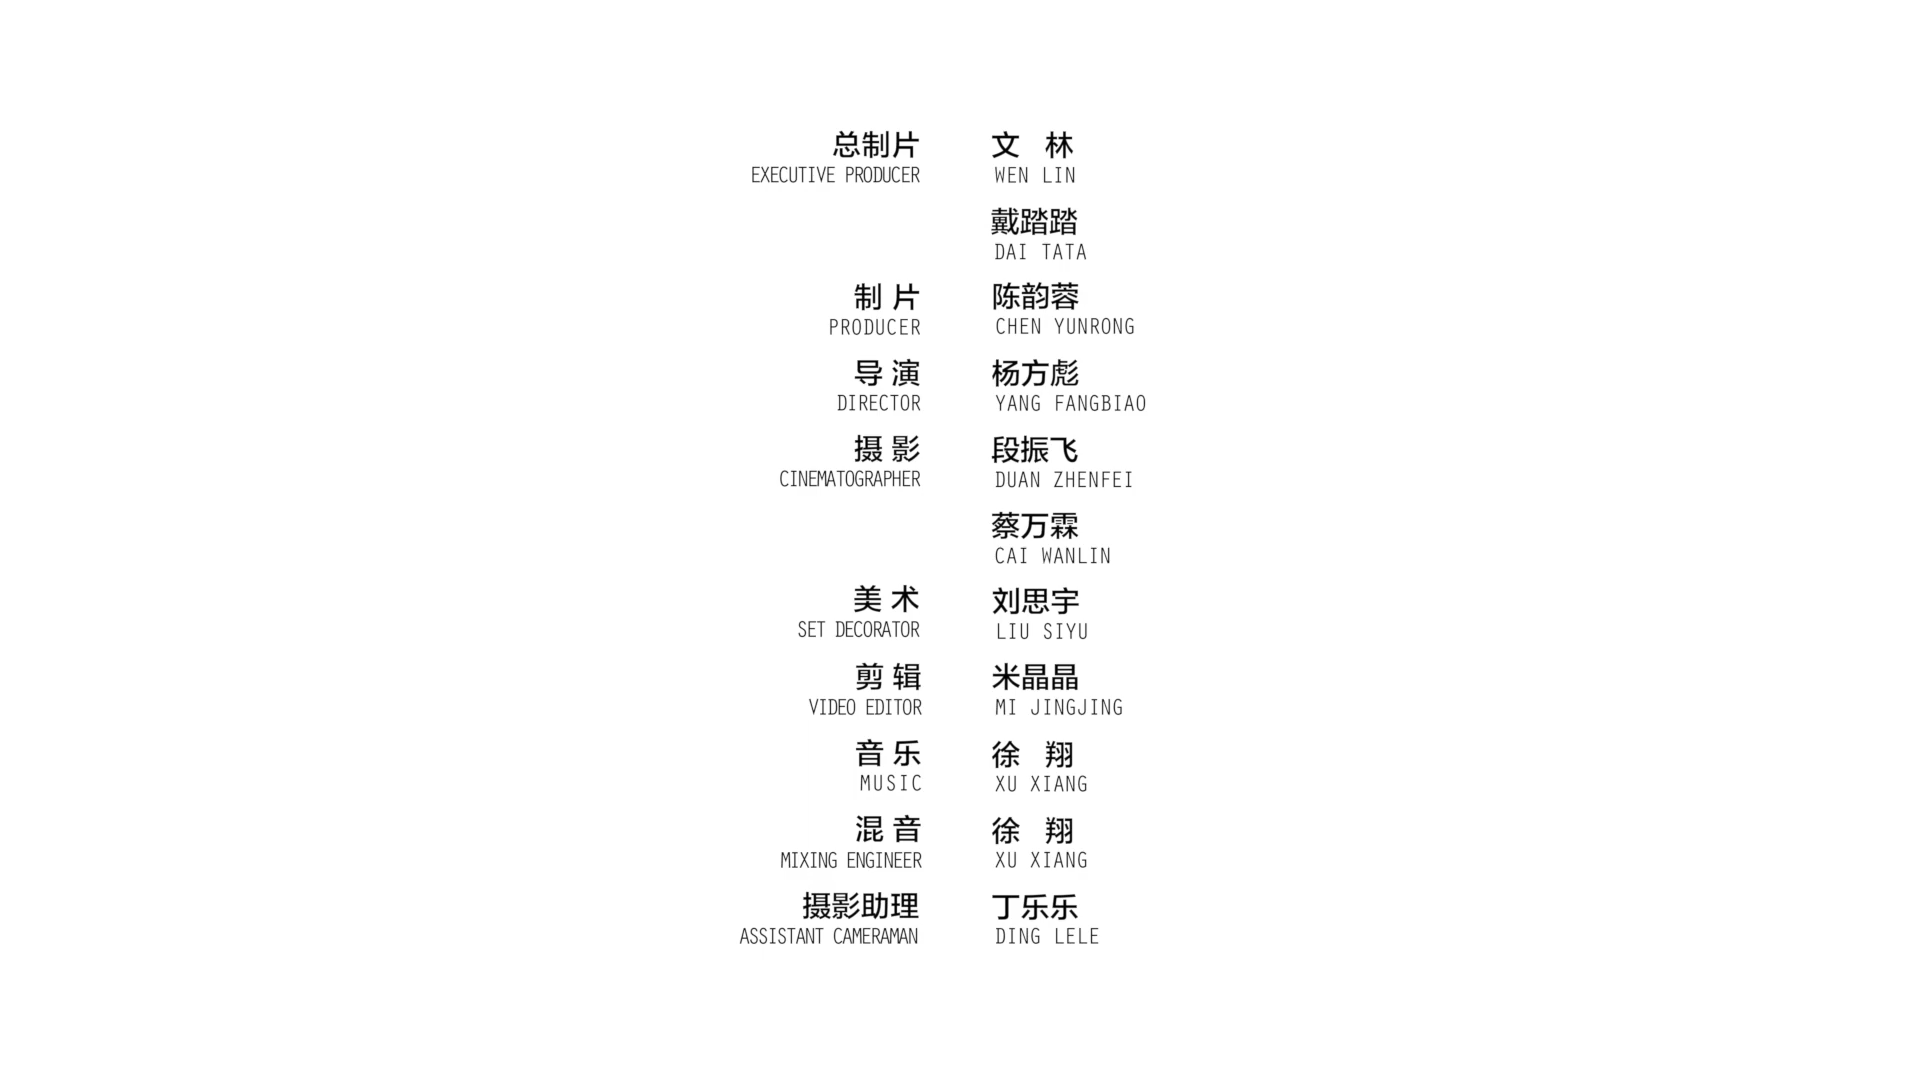 总制片 文 林
EXECUTIVE PRODUCER WEN LIN
戴踏踏
DAI TATA
制 片 陈韵蓉
PRODUCER CHEN YUNRONG
导 演 杨方彪
DIRECTOR YANG FANGBIAO
摄 影 段振飞
CINEMATOGRAPHER DUAN ZHENFEI
蔡万霖
CAI WANLIN
美 术 刘思宇
SET DECORATOR LIU SIYU
剪 辑 米晶晶
VIDEO EDITOR MI JINGJING
音 乐 徐 翔
MUSIC XU XIANG
混 音 徐 翔
MIXING ENGINEER XU XIANG
摄影助理 丁乐乐
ASSISTANT CAMERAMAN DING LELE